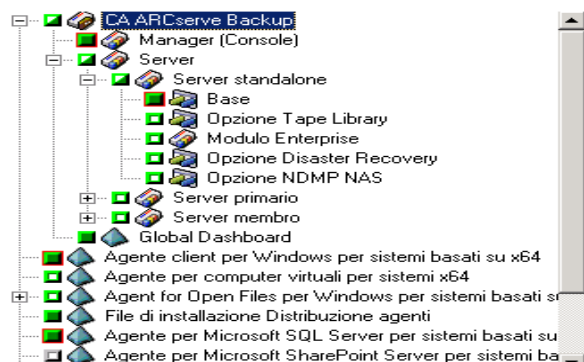 CA ARCserve Backup
Manager (Console)
Server
Server standalone
Base
Opzione Tape Library
Modulo Enterprise
Opzione Disaster Recovery
Opzione NDMP NAS
Server primario
Server membro
Global Dashboard
Agente client per Windows per sistemi basati su x64
Agente per computer virtuali per sistemi x64
Agent for Open Files per Windows per sistemi basati
File di installazione Distribuzione agenti
Agente per Microsoft SQL Server per sistemi basati su
Agente per Microsoft SharePoint Server per sistemi ba